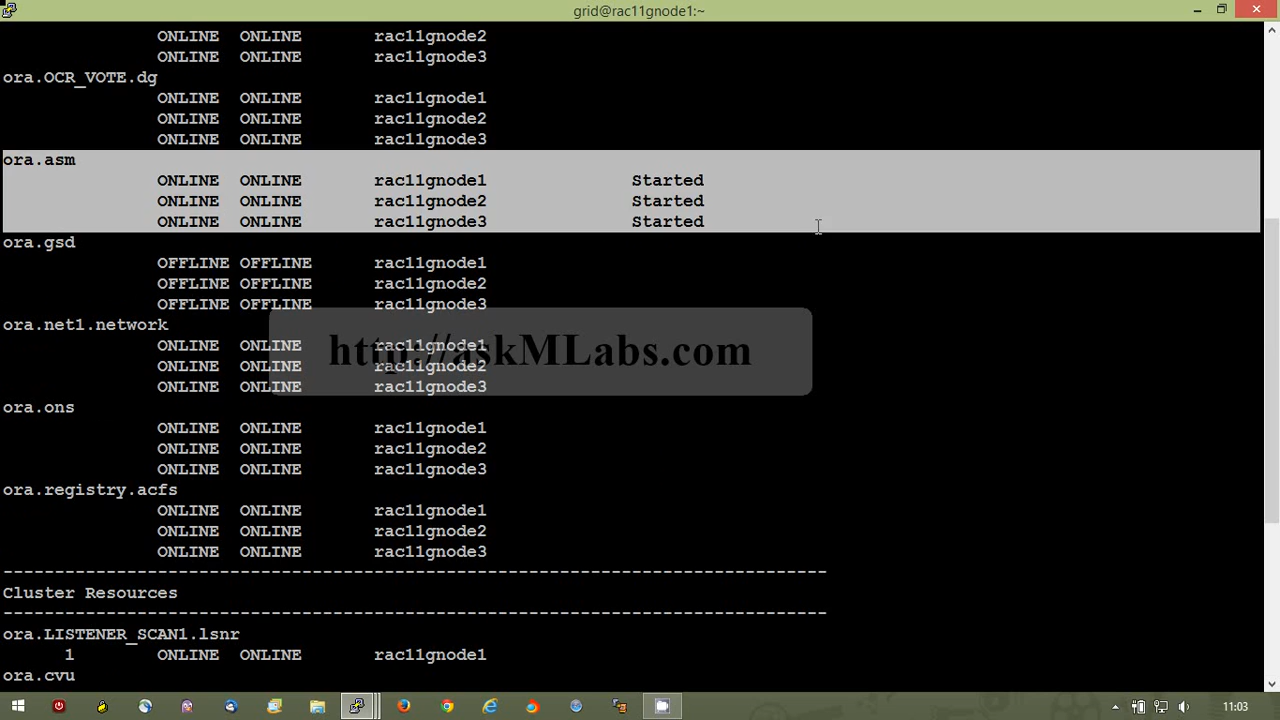 grid@rac11gnode1:~
ONLINE ONLINE rac11gnode2
ONLINE ONLINE rac11gnode3
ora.OCR_VOTE.dg
ONLINE ONLINE rac11gnode1
ONLINE ONLINE rac11gnode2
ONLINE ONLINE rac11gnode3
ora.asm
ONLINE ONLINE rac11gnode1 Started
ONLINE ONLINE rac11gnode2 Started
ONLINE ONLINE rac11gnode3 Started
ora.gsd
OFFLINE OFFLINE rac11gnode1
OFFLINE OFFLINE rac11gnode2
OFFLINE OFFLINE rac11gnode3
ora.net1.network
ONLINE ONLINE rac11gnode1
http://askMLabs.com
ONLINE ONLINE rac11gnode2
ONLINE ONLINE rac11gnode3
ora.ons
ONLINE ONLINE rac11gnode1
ONLINE ONLINE rac11gnode2
ONLINE ONLINE rac11gnode3
ora.registry.acfs
ONLINE ONLINE rac11gnode1
ONLINE ONLINE rac11gnode2
ONLINE ONLINE rac11gnode3
--------------------------------------------------------------------------------
Cluster Resources
--------------------------------------------------------------------------------
ora.LISTENER_SCAN1.lsnr
1 ONLINE ONLINE rac11gnode1
ora.cvu
11:03